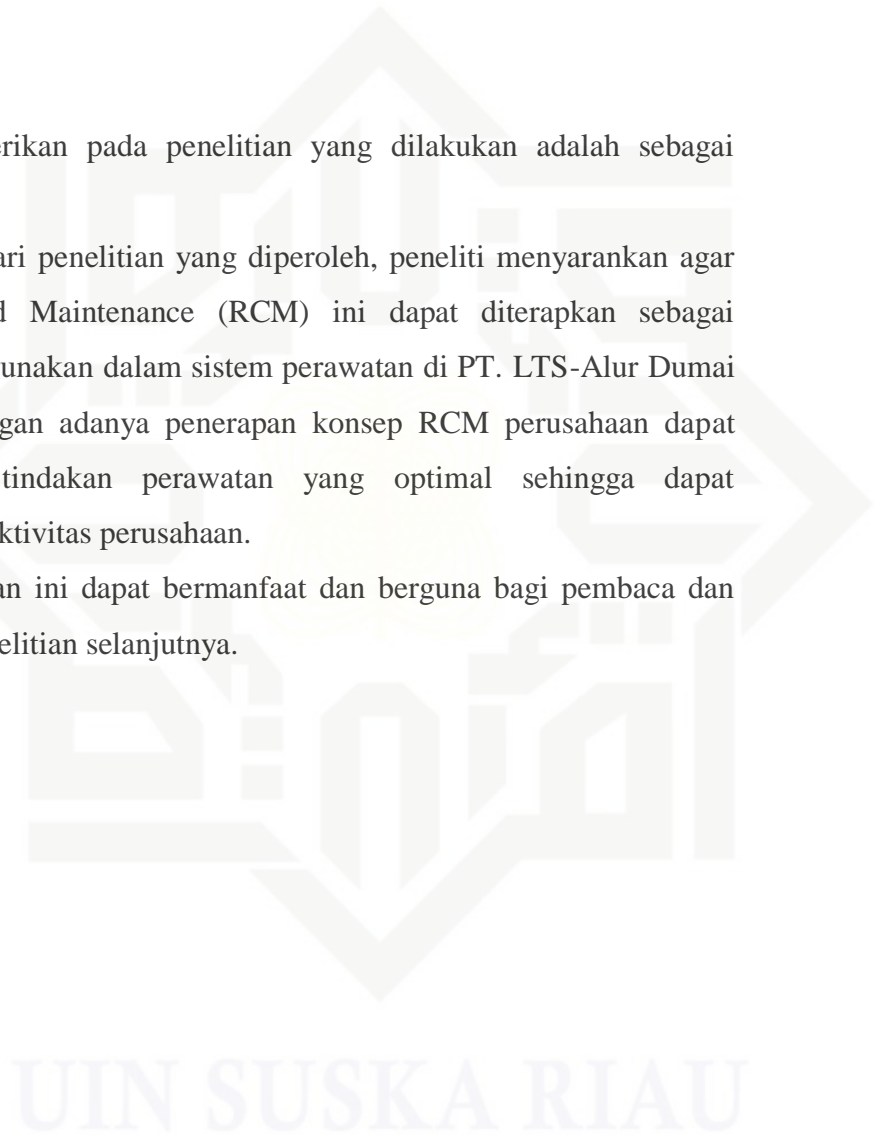 erikan pada penelitian yang dilakukan adalah sebagai
ari penelitian yang diperoleh, peneliti menyarankan agar
d Maintenance (RCM) ini dapat diterapkan sebagai
unakan dalam sistem perawatan di PT. LTS-Alur Dumai
gan adanya penerapan konsep RCM perusahaan dapat
tindakan perawatan yang optimal sehingga dapat
ktivitas perusahaan.
an ini dapat bermanfaat dan berguna bagi pembaca dan
elitian selanjutnya.
UIN SUSKA RIAU